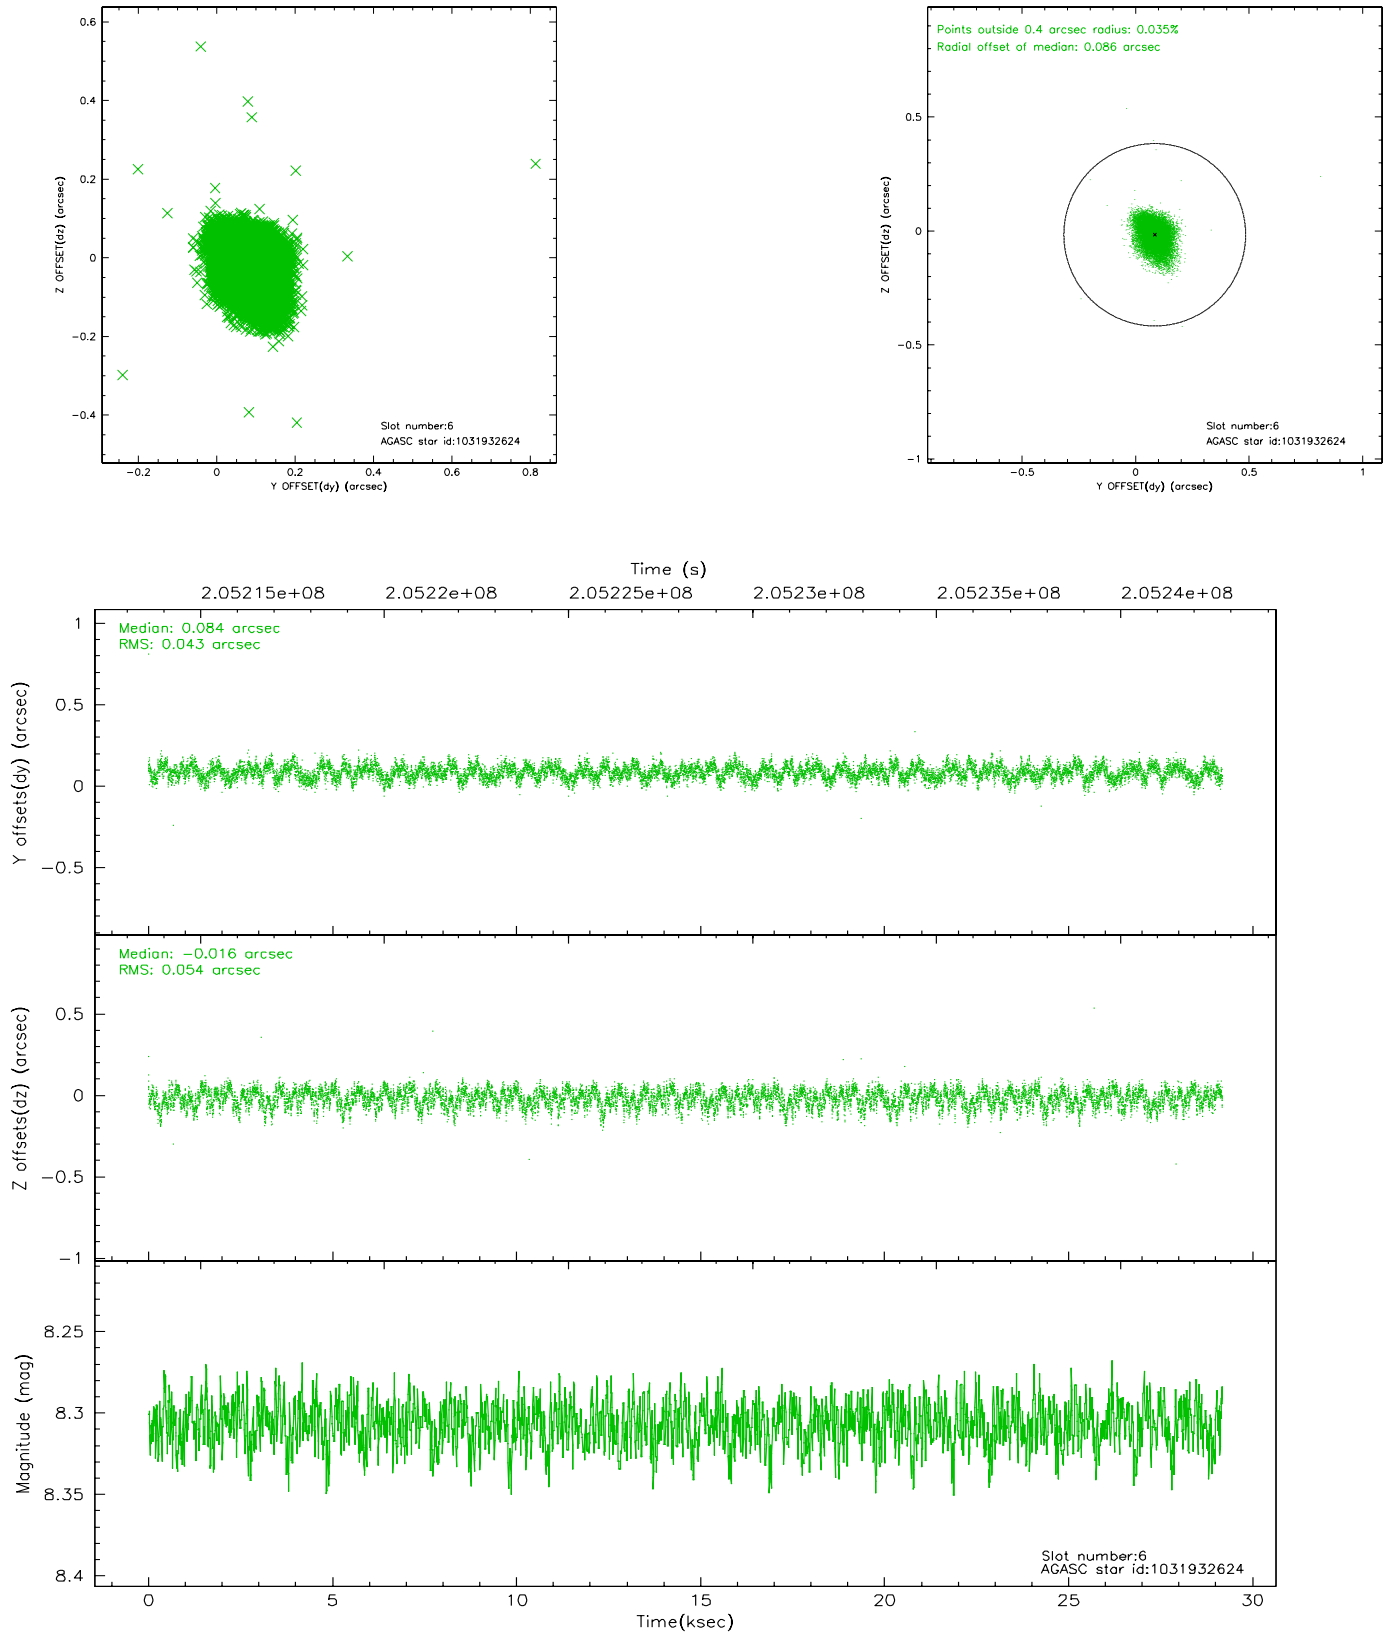 0.6
0.4
0.2
0
−0.2
−0.4
Z OFFSET(dz) (arcsec)
Slot number:6
AGASC star id:1031932624
−0.2 0 0.2 0.4 0.6 0.8
Y OFFSET(dy) (arcsec)
Points outside 0.4 arcsec radius: 0.035%
Radial offset of median: 0.086 arcsec
0.5
0
−0.5
−1
Z OFFSET(dz) (arcsec)
Slot number:6
AGASC star id:1031932624
−0.5 0 0.5 1
Y OFFSET(dy) (arcsec)
Time (s)
2.05215e+08 2.0522e+08 2.05225e+08 2.0523e+08 2.05235e+08 2.0524e+08
Median: 0.084 arcsec
RMS: 0.043 arcsec
1
0.5
0
−0.5
Y offsets(dy) (arcsec)
Median: −0.016 arcsec
RMS: 0.054 arcsec
0.5
0
−0.5
−1
Z offsets(dz) (arcsec)
8.25
8.3
8.35
8.4
Magnitude (mag)
Slot number:6
AGASC star id:1031932624
0 5 10 15 20 25 30
Time(ksec)